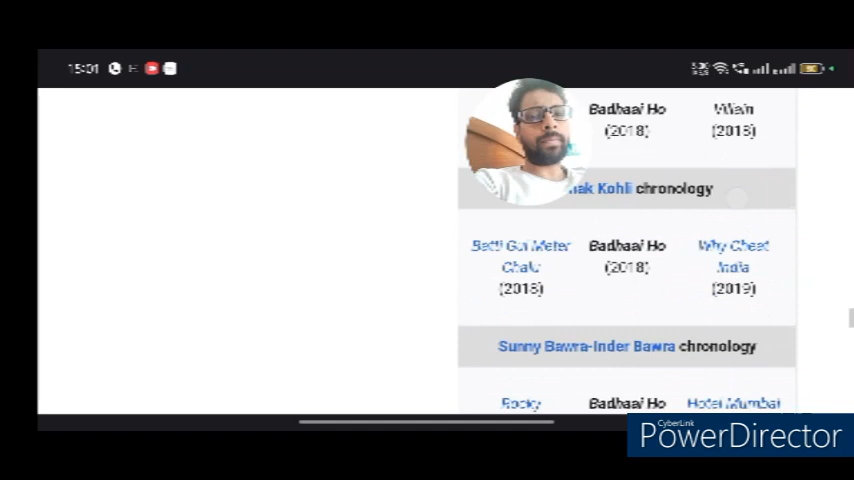 15:01
Badhaai Ho
(2018)
Villain
(2018)
Kohli chronology
Batti Gul Meter
Chalu
(2018)
Badhaai Ho
(2018)
Why Cheat
India
(2019)
Sunny Bawra-Inder Bawra chronology
Rocky
Badhaai Ho
Hotel Mumbai
CyberLink
PowerDirector